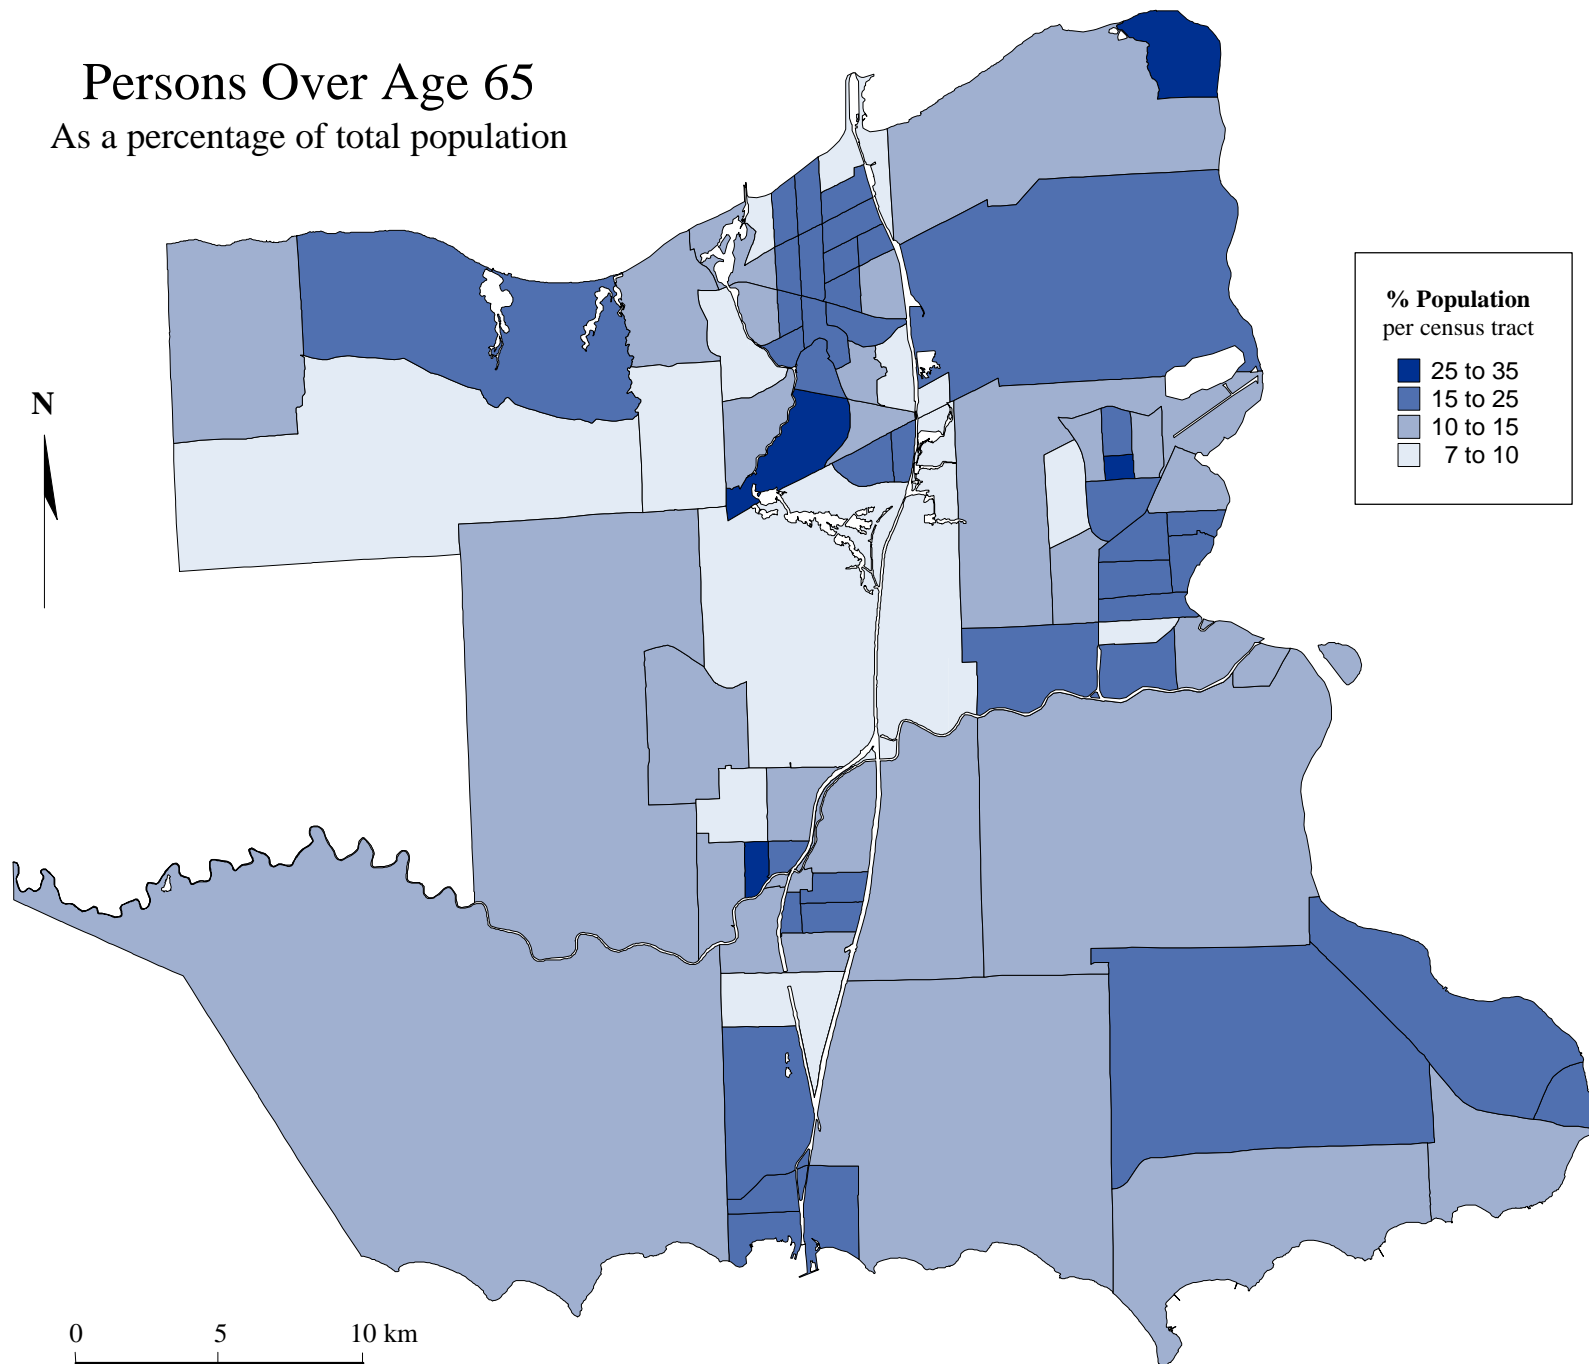 Persons Over Age 65
As a percentage of total population
% Population
per census tract
25 to 35
15 to 25
10 to 15
7 to 10
N
0 5 10 km